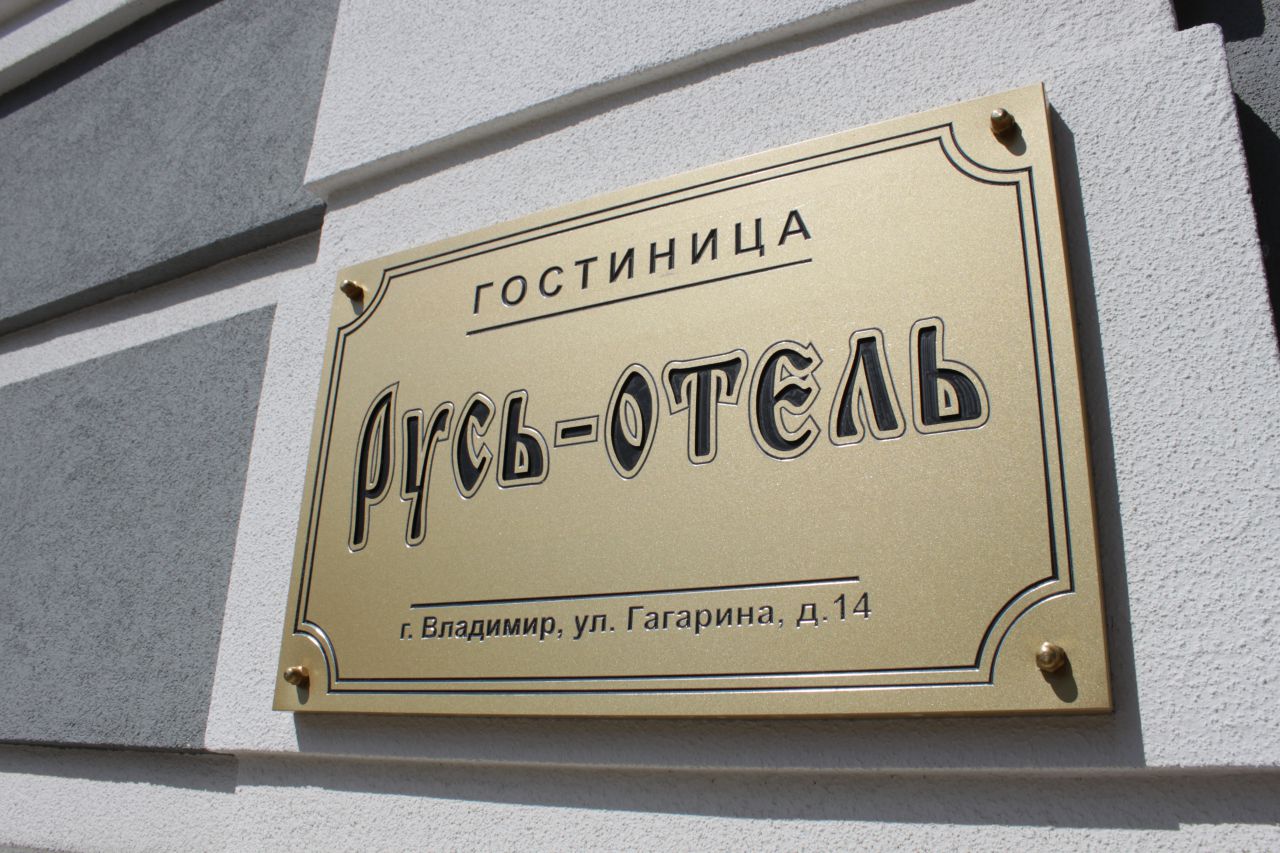 ГОСТИНИЦА
РУСЬ-ОТЕЛЬ
г. Владимир, ул. Гагарина, д.14